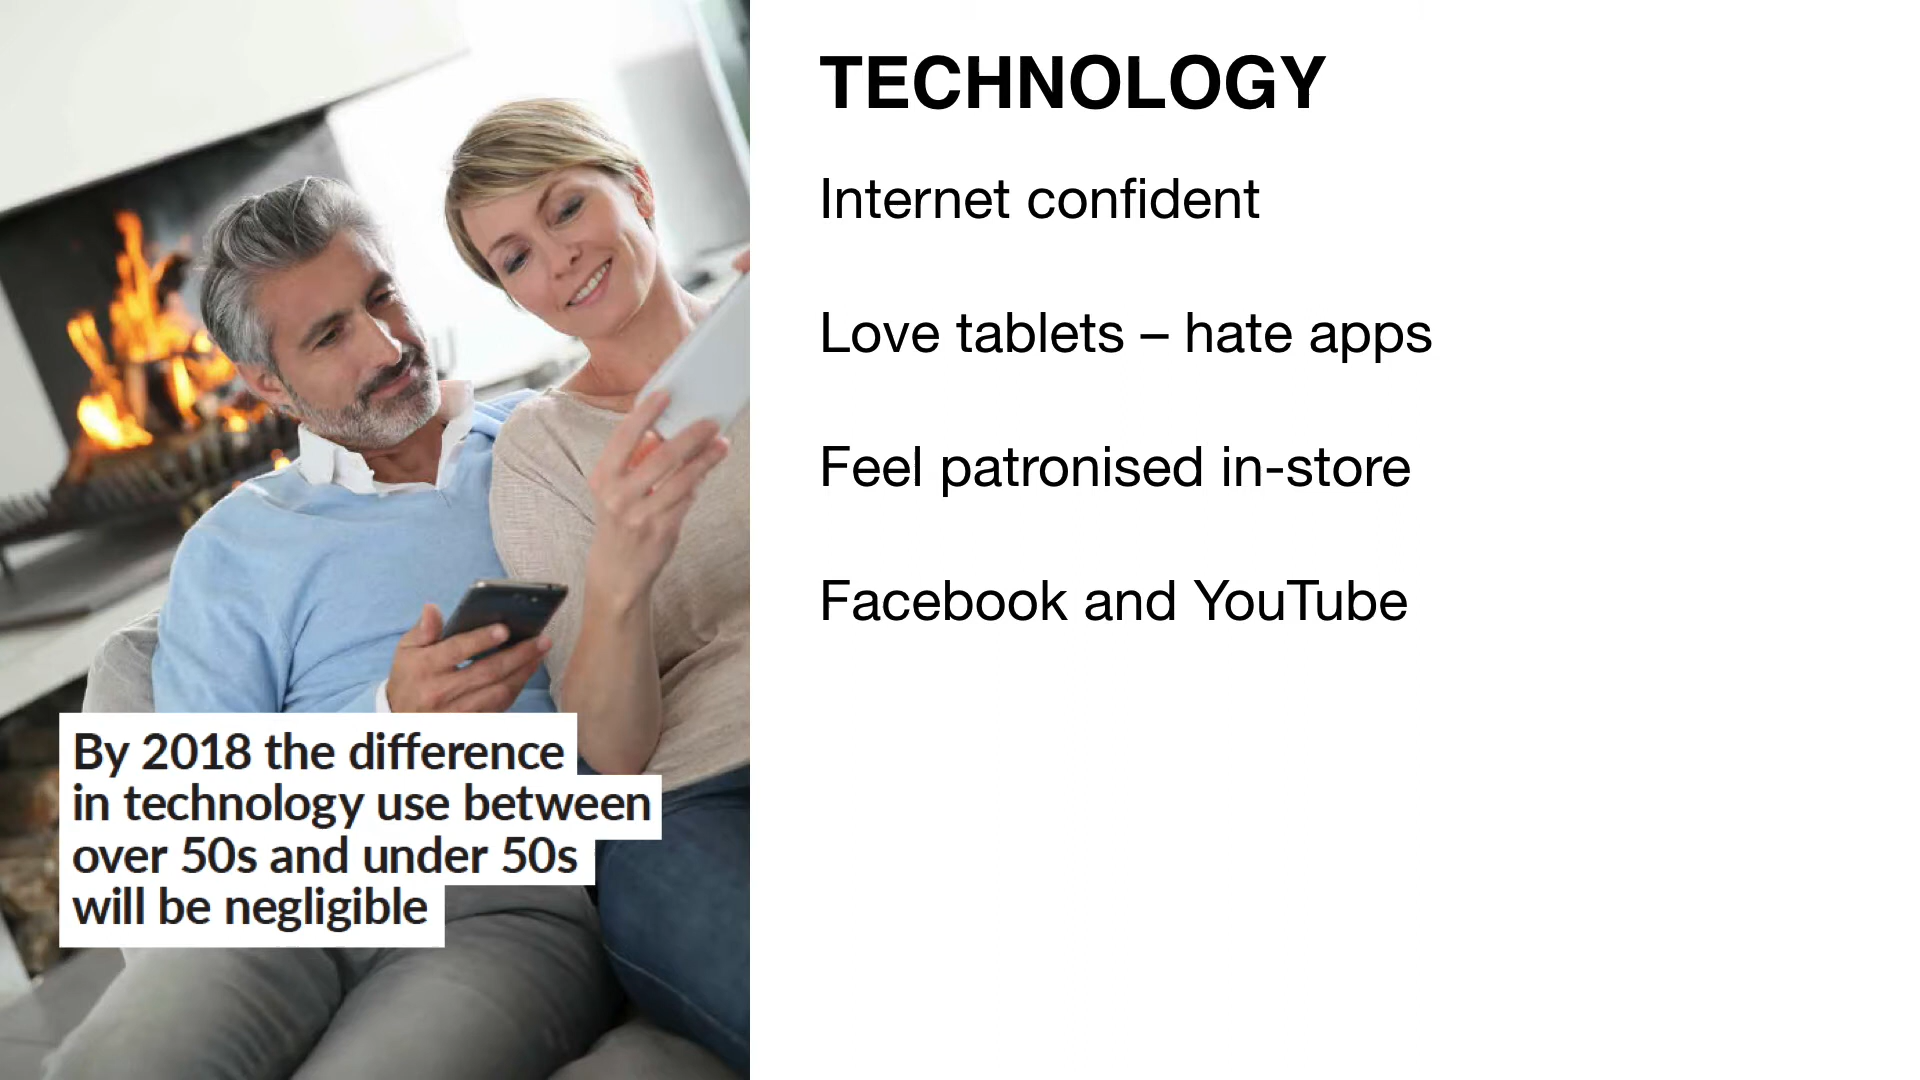 TECHNOLOGY
Internet confident
Love tablets – hate apps
Feel patronised in-store
Facebook and YouTube
By 2018 the difference
in technology use between
over 50s and under 50s
will be negligible